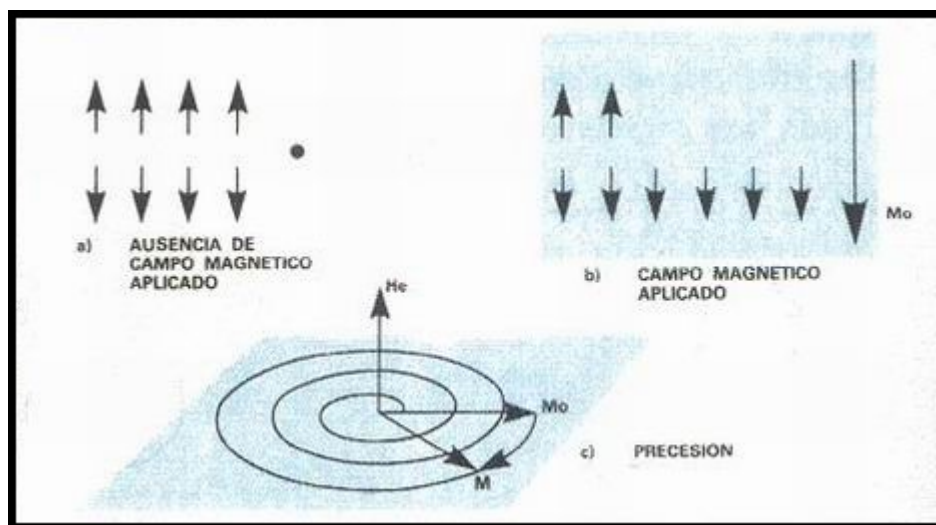 a) AUSENCIA DE
CAMPO MAGNETICO
APLICADO
Mo
b) CAMPO MAGNETICO
APLICADO
He
Mo
M
c) PRECESION